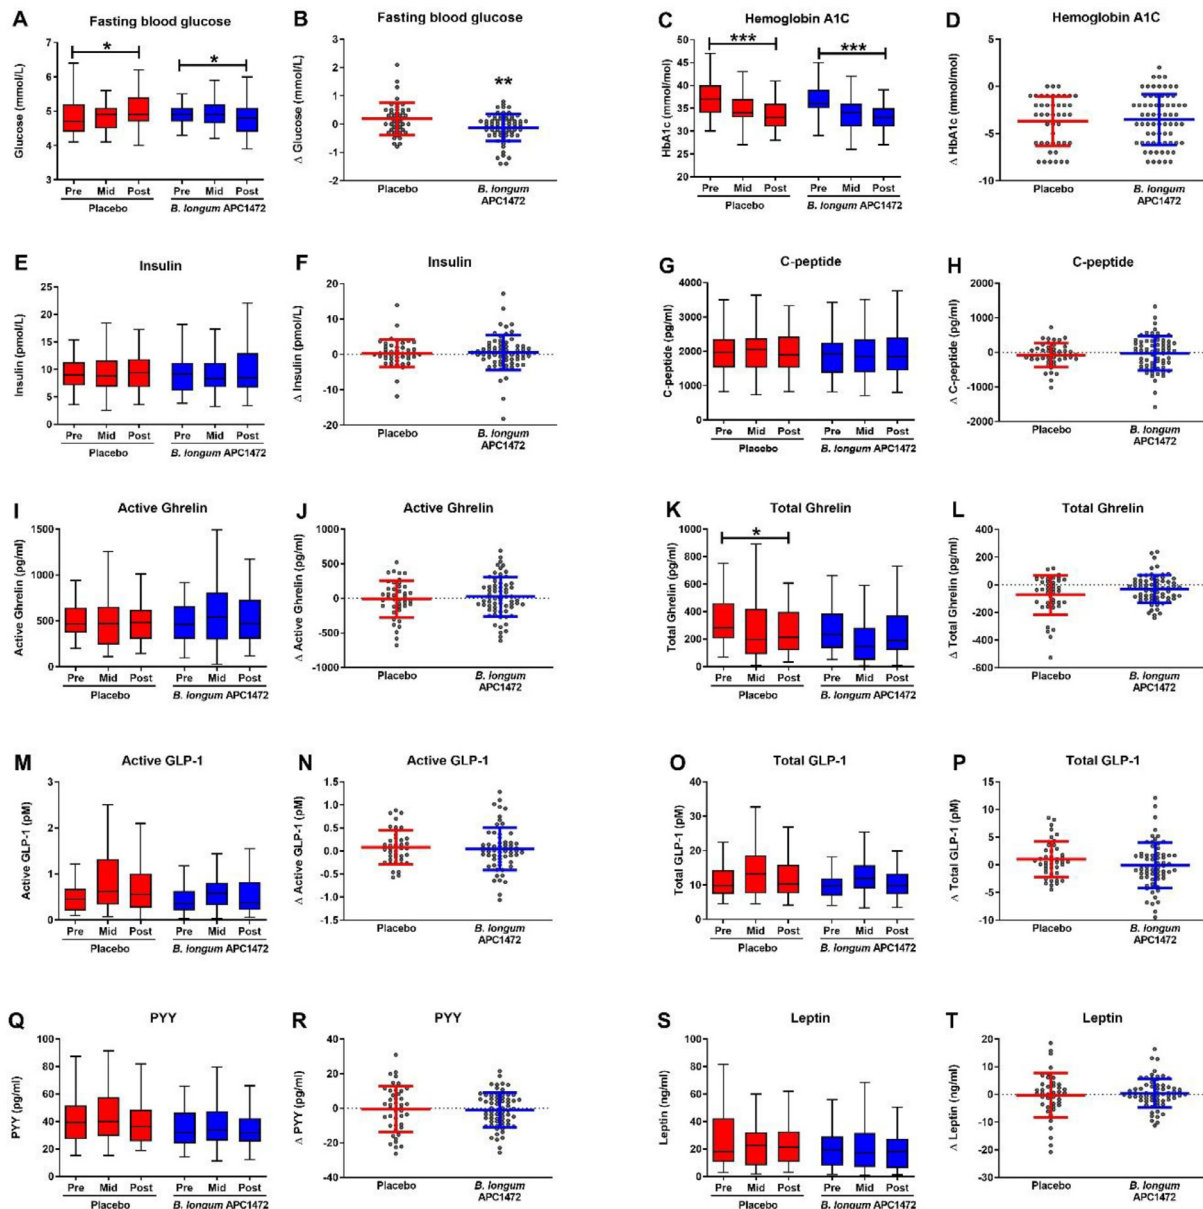 A Fasting blood glucose
Glucose (mmol/L)
6
5
4
3
*
*
Pre Mid Post Pre Mid Post
Placebo B. longum APC1472
B Fasting blood glucose
Δ Glucose (mmol/L)
3
2
1
0
-1
-2
**
Placebo B. longum
APC1472
C Hemoglobin A1C
HbA1c (mmol/mol)
50
45
40
35
30
25
20
***
***
Pre Mid Post Pre Mid Post
Placebo B. longum APC1472
D Hemoglobin A1C
Δ HbA1c (mmol/mol)
5
0
-5
-10
Placebo B. longum
APC1472
E Insulin
Insulin (pmol/L)
25
20
15
10
5
0
Pre Mid Post Pre Mid Post
Placebo B. longum APC1472
F Insulin
Δ Insulin (pmol/L)
20
10
0
-10
-20
Placebo B. longum
APC1472
G C-peptide
C-peptide (pg/ml)
4000
3000
2000
1000
0
Pre Mid Post Pre Mid Post
Placebo B. longum APC1472
H C-peptide
Δ C-peptide (pg/ml)
2000
1000
0
-1000
-2000
Placebo B. longum
APC1472
I Active Ghrelin
Active Ghrelin (pg/ml)
1500
1000
500
0
Pre Mid Post Pre Mid Post
Placebo B. longum APC1472
J Active Ghrelin
Δ Active Ghrelin (pg/ml)
1000
500
0
-500
-1000
Placebo B. longum
APC1472
K Total Ghrelin
Total Ghrelin (pg/ml)
1000
800
600
400
200
0
*
Pre Mid Post Pre Mid Post
Placebo B. longum APC1472
L Total Ghrelin
Δ Total Ghrelin (pg/ml)
400
200
0
-200
-400
-600
Placebo B. longum
APC1472
M Active GLP-1
Active GLP-1 (pM)
3
2
1
0
Pre Mid Post Pre Mid Post
Placebo B. longum APC1472
N Active GLP-1
Δ Active GLP-1 (pM)
1.5
1.0
0.5
0.0
-0.5
-1.0
-1.5
Placebo B. longum
APC1472
O Total GLP-1
Total GLP-1 (pM)
40
30
20
10
0
Pre Mid Post Pre Mid Post
Placebo B. longum APC1472
P Total GLP-1
Δ Total GLP-1 (pM)
15
10
5
0
-5
-10
Placebo B. longum
APC1472
Q PYY
PYY (pg/ml)
100
80
60
40
20
0
Pre Mid Post Pre Mid Post
Placebo B. longum APC1472
R PYY
Δ PYY (pg/ml)
40
20
0
-20
-40
Placebo B. longum
APC1472
S Leptin
Leptin (ng/ml)
100
80
60
40
20
0
Pre Mid Post Pre Mid Post
Placebo B. longum APC1472
T Leptin
Δ Leptin (ng/ml)
20
10
0
-10
-20
-30
Placebo B. longum
APC1472